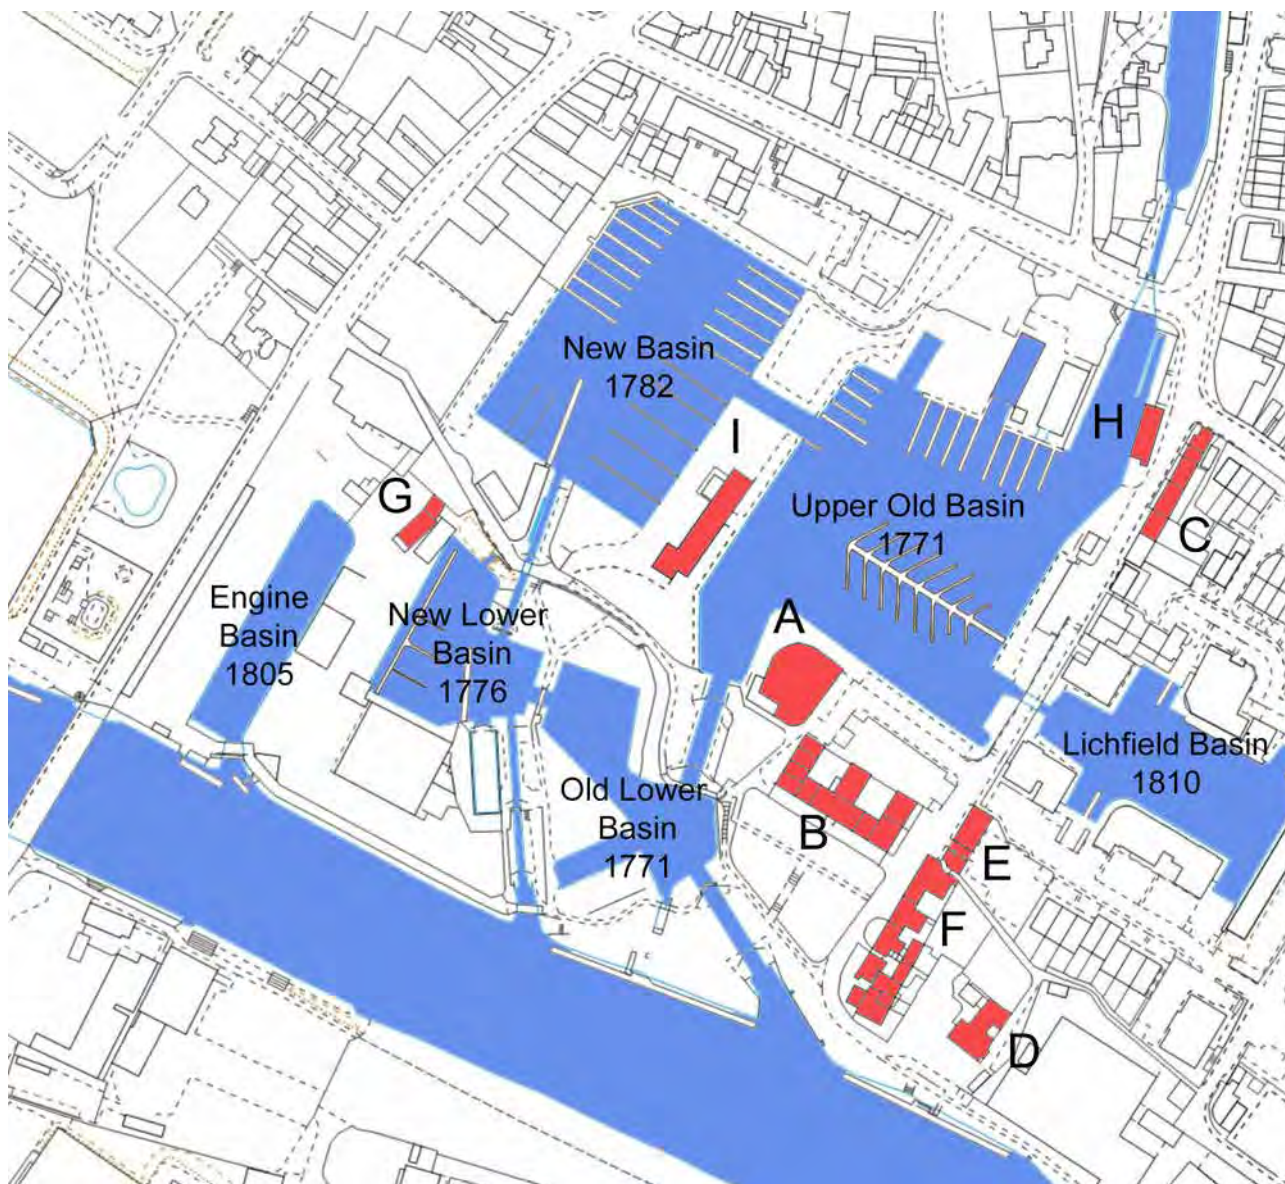 New Basin
1782
H
I
G
Upper Old Basin
1771
C
Engine
Basin
1805
New Lower
Basin
1776
A
Lichfield Basin
1810
Old Lower
Basin
1771
B
E
F
D